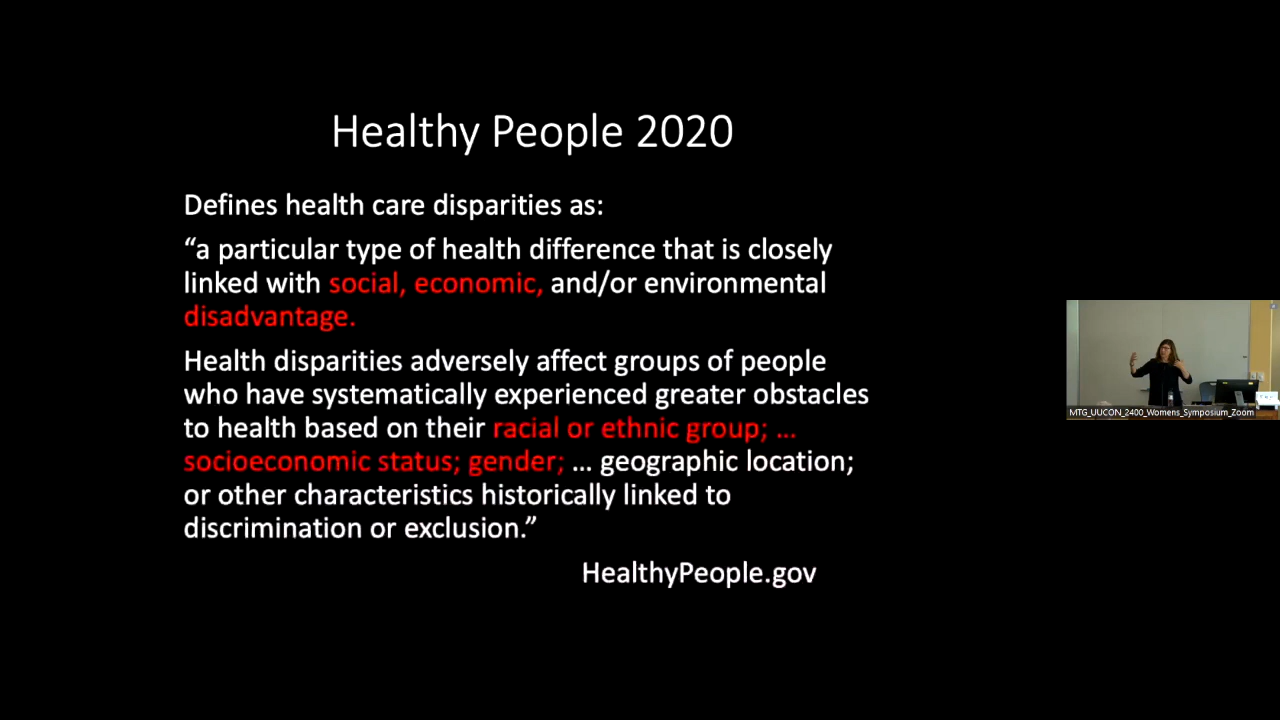 Healthy People 2020
Defines health care disparities as:
“a particular type of health difference that is closely
linked with social, economic, and/or environmental
disadvantage.
Health disparities adversely affect groups of people
who have systematically experienced greater obstacles
to health based on their racial or ethnic group; ...
socioeconomic status; gender; ... geographic location;
or other characteristics historically linked to
discrimination or exclusion.”
HealthyPeople.gov
MTG_UUCON_2400_Womens_Symposium_Zoom